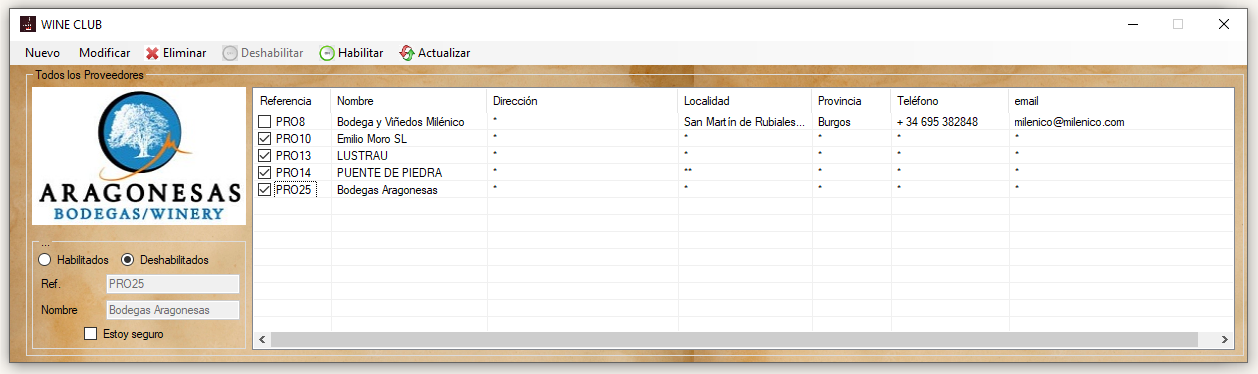 WINE CLUB
Nuevo Modificar Eliminar Deshabilitar Habilitar Actualizar
Todos los Proveedores
ARAGONESAS
BODEGAS/WINERY
...
Habilitados Deshabilitados
Ref. PRO25
Nombre Bodegas Aragonesas
Estoy seguro
Referencia Nombre Dirección Localidad Provincia Teléfono email
PRO8 Bodega y Viñedos Milénico * San Martín de Rubiales... Burgos + 34 695 382848 milenico@milenico.com
PRO10 Emilio Moro SL * * * * *
PRO13 LUSTRAU * * * * *
PRO14 PUENTE DE PIEDRA * ** * * *
PRO25 Bodegas Aragonesas * * * * *